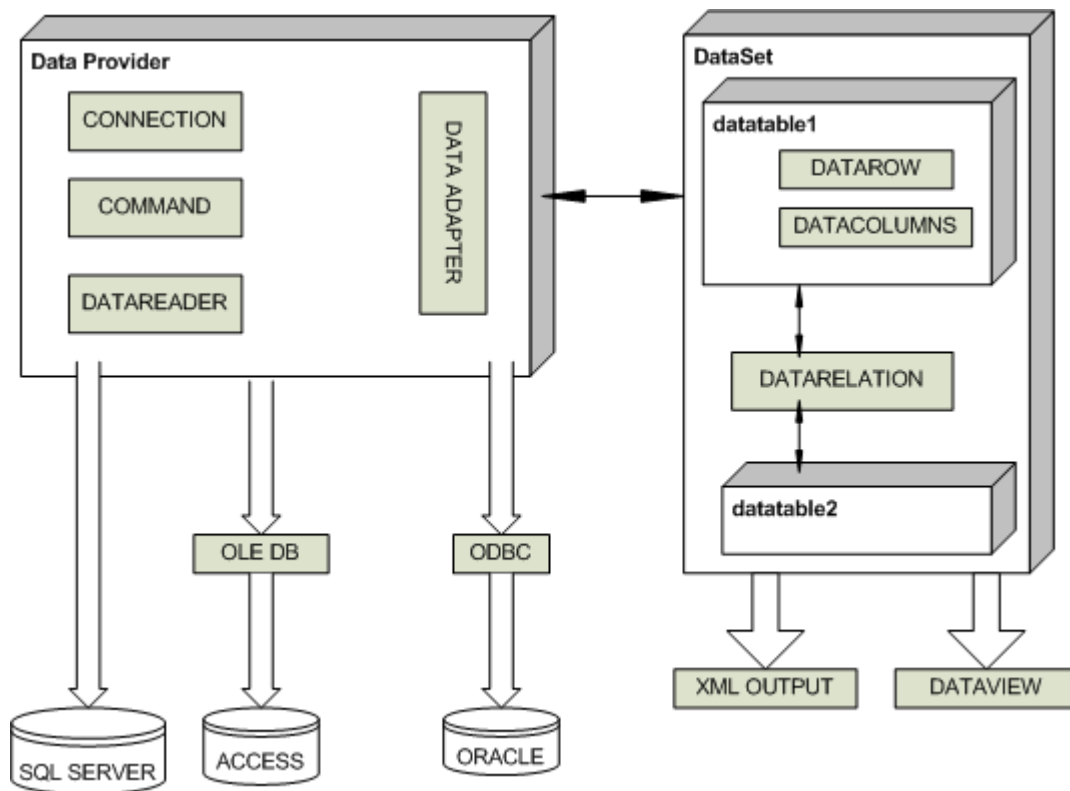 Data Provider
CONNECTION
COMMAND
DATAREADER
DATA ADAPTER
DataSet
datatable1
DATAROW
DATACOLUMNS
DATARELATION
datatable2
OLE DB
ODBC
XML OUTPUT
DATAVIEW
SQL SERVER
ACCESS
ORACLE